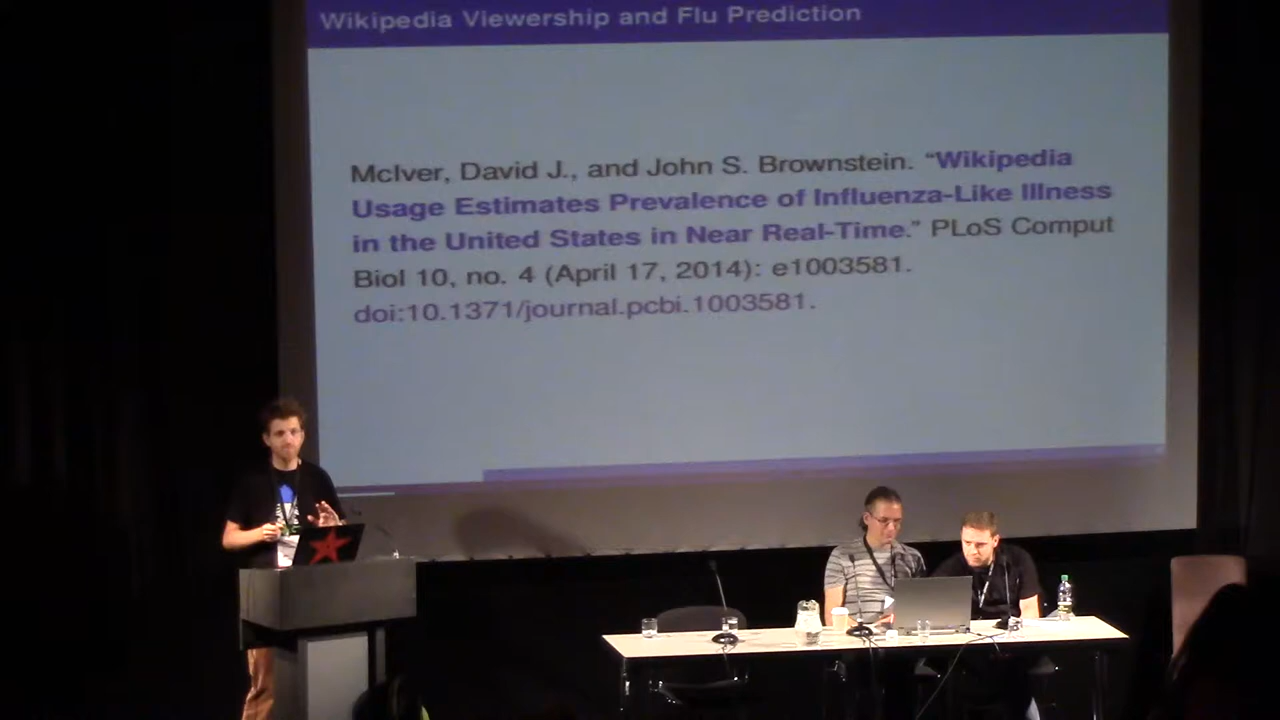 Wikipedia Viewership and Flu Prediction
McIver, David J., and John S. Brownstein. “Wikipedia
Usage Estimates Prevalence of Influenza-Like Illness
in the United States in Near Real-Time.” PLoS Comput
Biol 10, no. 4 (April 17, 2014): e1003581.
doi:10.1371/journal.pcbi.1003581.